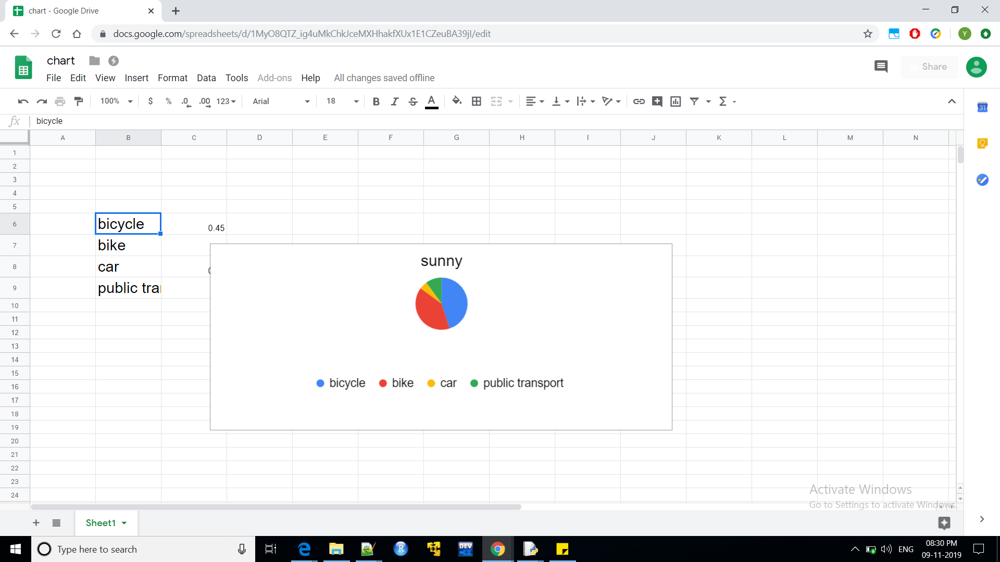 chart - Google Drive
docs.google.com/spreadsheets/d/1MyO8QTZ_ig4uMkChkJceMXHhakfXUx1E1CZeuBA39jI/edit
Y
chart
Share
File Edit View Insert Format Data Tools Add-ons Help All changes saved offline
100% $ % .0 .00 123 Arial 18 B I S A Σ
31
fx bicycle
A B C D E F G H I J K L M N
1
2
3
4
5
6 bicycle 0.45
7 bike
8 car
9 public tra
sunny
bicycle bike car public transport
10
11
12
13
14
15
16
17
18
19
20
21
22
23
24
Activate Windows
Go to Settings to activate Windows.
Sheet1
Type here to search
R
DEV
ENG
08:30 PM
09-11-2019